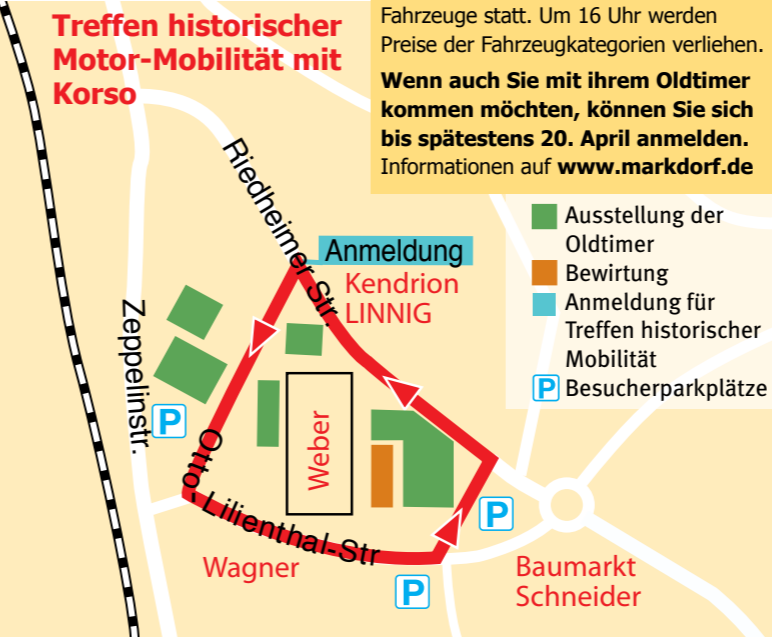 Treffen historischer
Motor-Mobilität mit
Korso
Fahrzeuge statt. Um 16 Uhr werden
Preise der Fahrzeugkategorien verliehen.
Wenn auch Sie mit ihrem Oldtimer
kommen möchten, können Sie sich
bis spätestens 20. April anmelden.
Informationen auf www.markdorf.de
Ausstellung der
Oldtimer
Bewirtung
Anmeldung für
Treffen historischer
Mobilität
P Besucherparkplätze
Riedheimer Str.
Anmeldung
Kendrion
LINNIG
Zeppelinstr.
P
Weber
Otto-Lilienthal-Str
P
Wagner
P
Baumarkt
Schneider